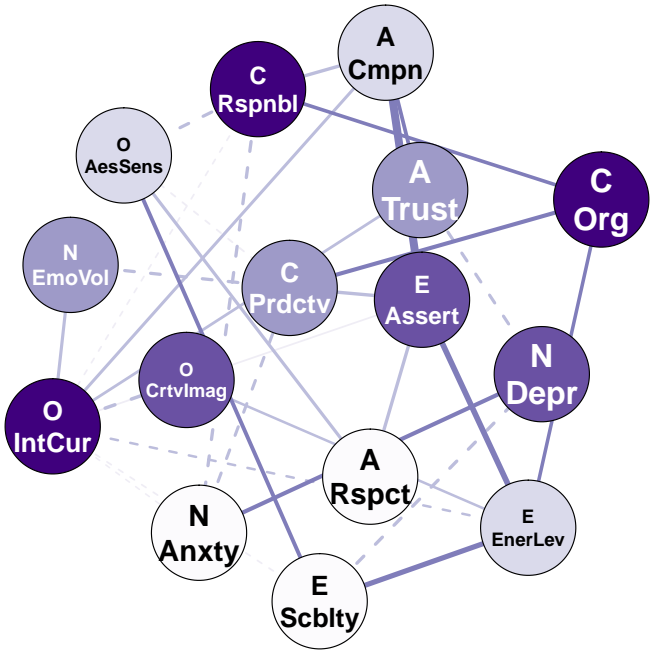 A
Cmpn
C
Rspnbl
O
AesSens
A
Trust
C
Org
N
EmoVol
C
Prdctv
E
Assert
O
CrtvImag
N
Depr
O
IntCur
A
Rspct
N
Anxty
E
EnerLev
E
Scblty